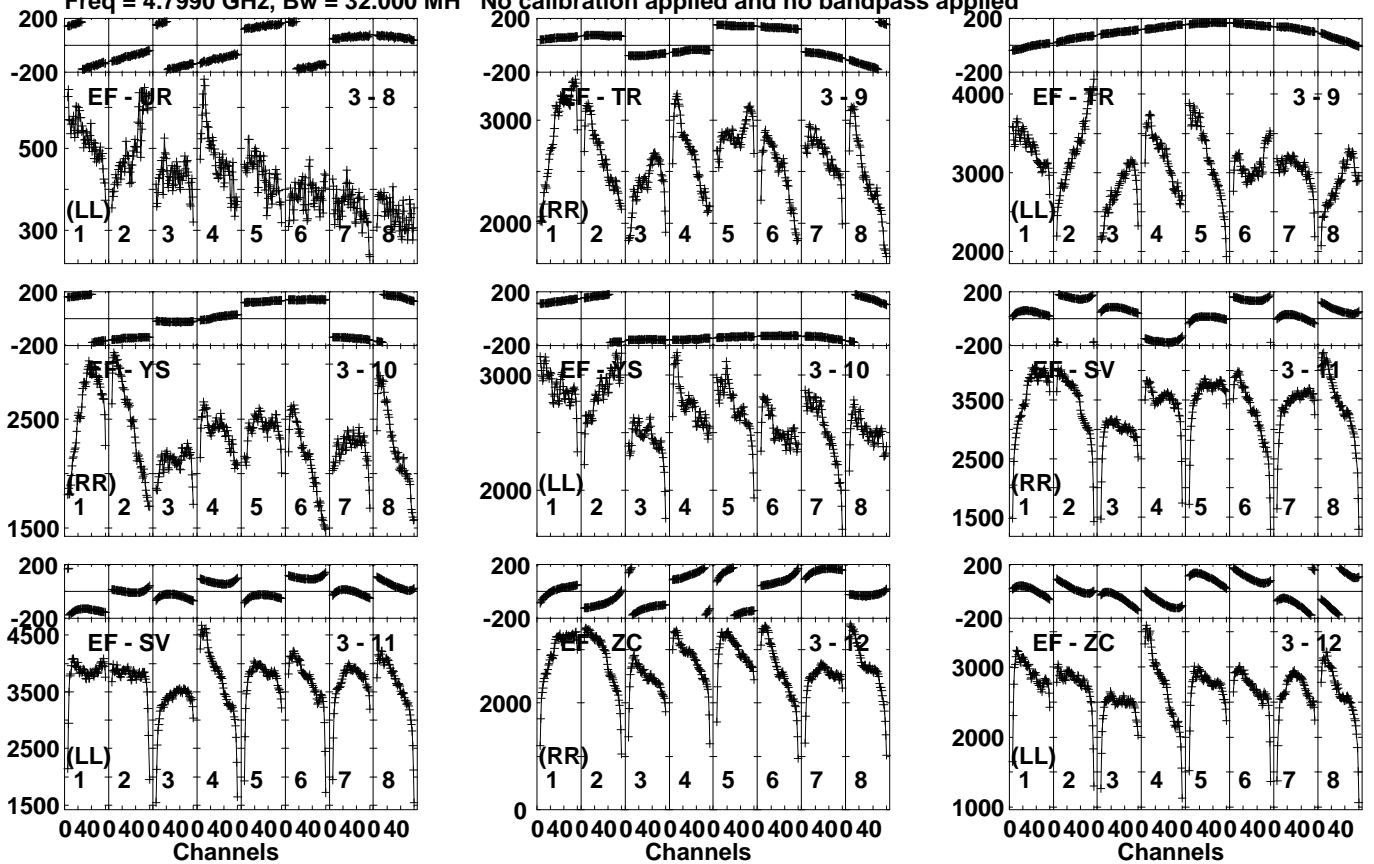 Freq = 4.7990 GHz, Bw = 32.000 MH No calibration applied and no bandpass applied
200
-200
EF - UR 3 - 8
500
300
(LL)
1 2 3 4 5 6 7 8
200
-200
EF - TR 3 - 9
3000
2000
(RR)
1 2 3 4 5 6 7 8
200
-200
EF - TR 3 - 9
4000
3000
2000
(LL)
1 2 3 4 5 6 7 8
200
-200
EF - YS 3 - 10
2500
1500
(RR)
1 2 3 4 5 6 7 8
200
-200
EF - YS 3 - 10
3000
2000
(LL)
1 2 3 4 5 6 7 8
200
-200
EF - SV 3 - 11
3500
2500
1500
(RR)
1 2 3 4 5 6 7 8
200
-200
EF - SV 3 - 11
4500
3500
2500
1500
(LL)
1 2 3 4 5 6 7 8
0 40 0 40 0 40 0 40 0 40 0 40 0 40 0 40
Channels
200
-200
EF - ZC 3 - 12
2000
0
(RR)
1 2 3 4 5 6 7 8
0 40 0 40 0 40 0 40 0 40 0 40 0 40 0 40
Channels
200
-200
EF - ZC 3 - 12
3000
2000
1000
(LL)
1 2 3 4 5 6 7 8
0 40 0 40 0 40 0 40 0 40 0 40 0 40 0 40
Channels